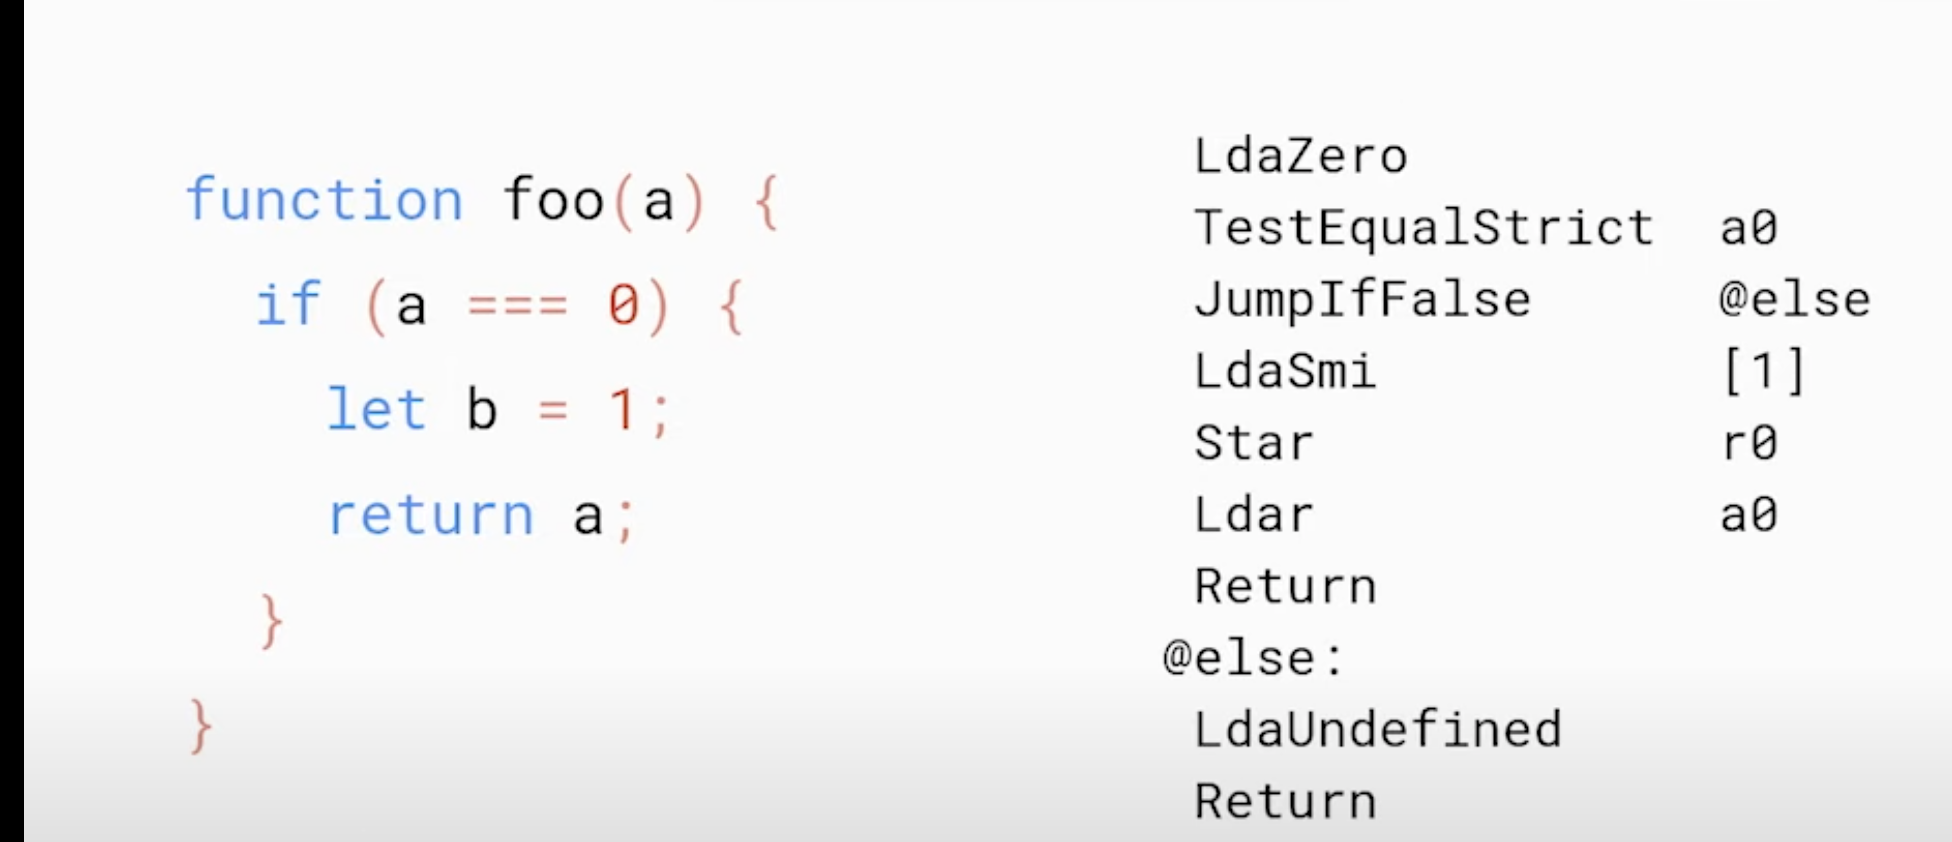 function foo(a) {
  if (a === 0) {
    let b = 1;
    return a;
  }
}
LdaZero
TestEqualStrict a0
JumpIfFalse @else
LdaSmi [1]
Star r0
Ldar a0
Return
@else:
LdaUndefined
Return